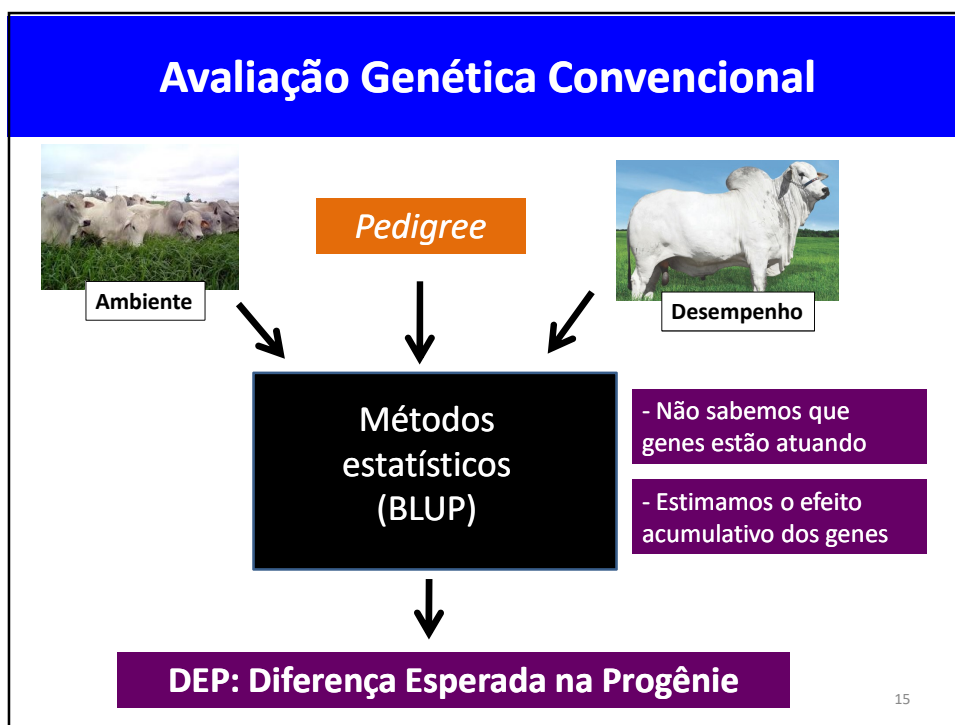 Avaliação Genética Convencional
Pedigree
Ambiente
Desempenho
Métodos
estatísticos
(BLUP)
- Não sabemos que
genes estão atuando
- Estimamos o efeito
acumulativo dos genes
DEP: Diferença Esperada na Progênie
15